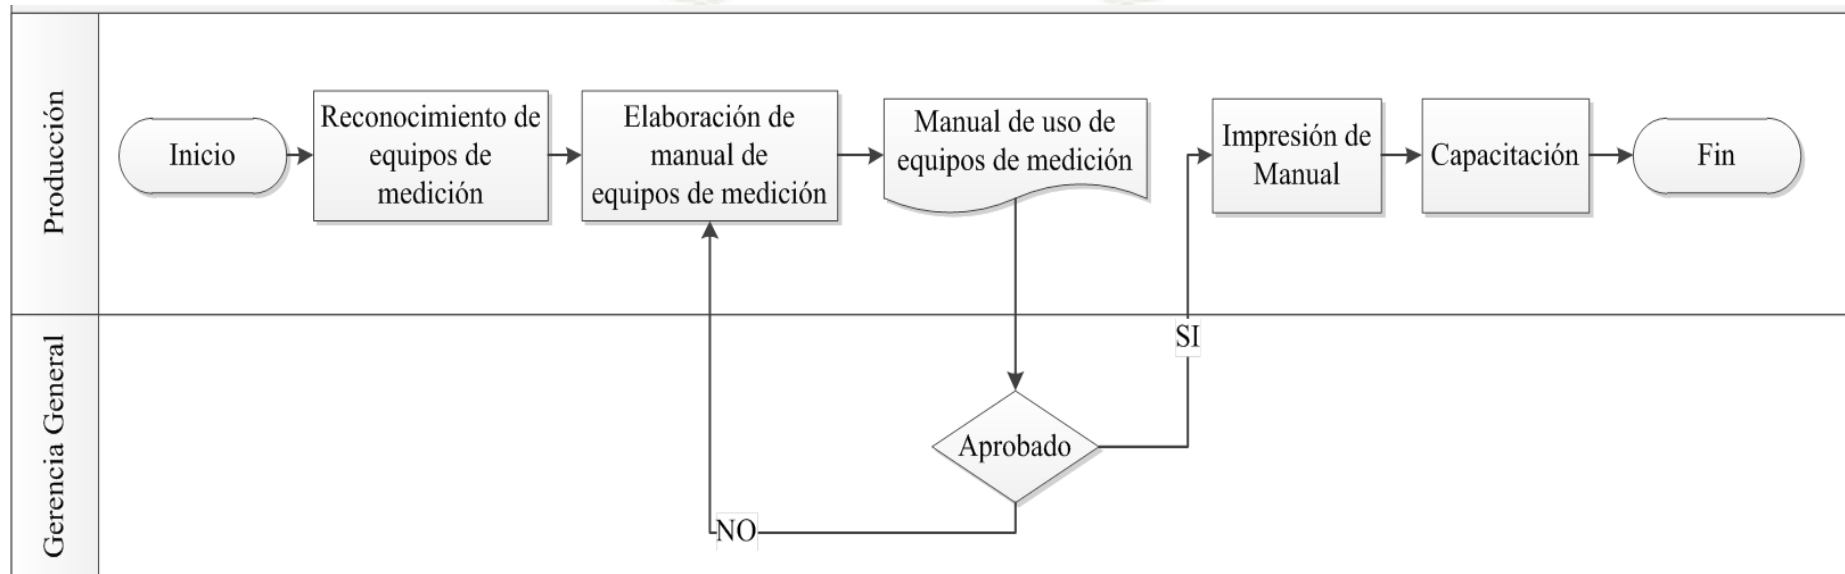 Producción
Inicio
Reconocimiento de
equipos de
medición
Elaboración de
manual de
equipos de medición
Manual de uso de
equipos de medición
Impresión de
Manual
Capacitación
Fin
Gerencia General
SI
Aprobado
NO